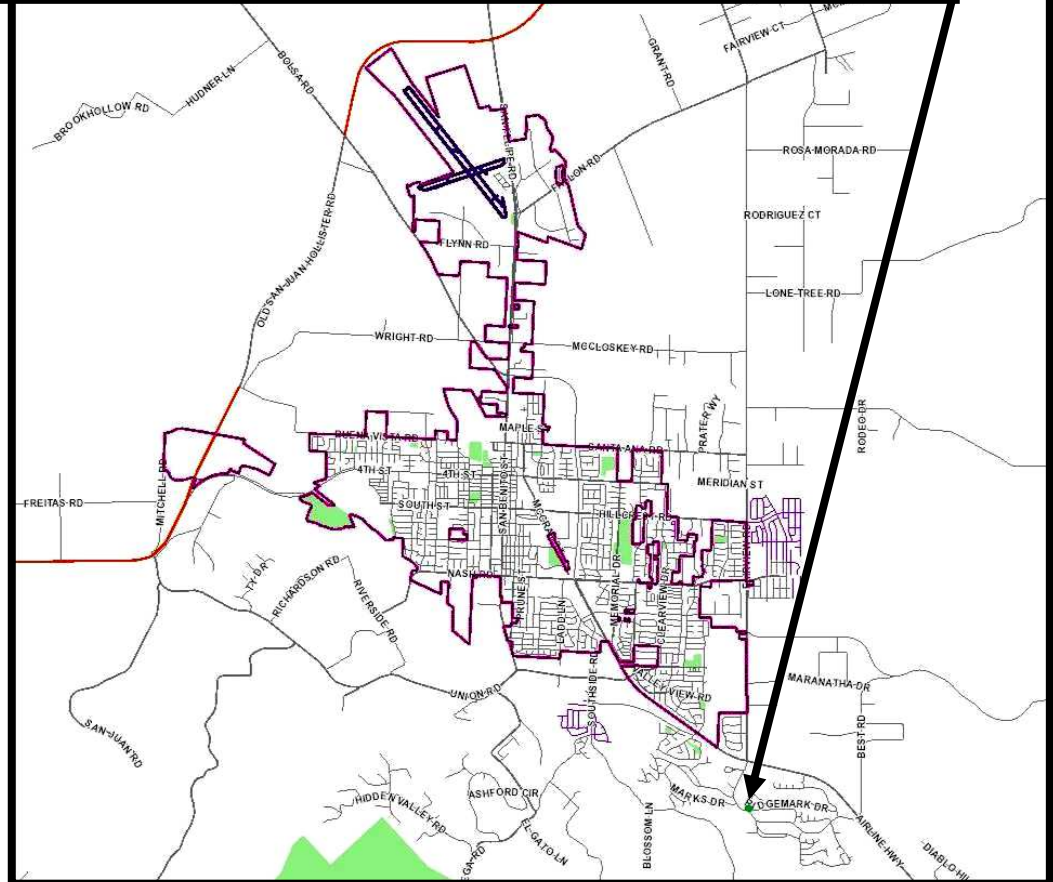 FAIRVIEW CT
GRANT RD
BOLSA RD
HUDNER LN
BROOKHOLLOW RD
ROSA MORADA RD
RODRIGUEZ CT
FLYNN RD
OLD SAN JUAN HOLLISTER RD
LONE TREE RD
WRIGHT RD
MCCLOSKEY RD
PRATER WY
RODEO DR
MAPLE ST
BUENA VISTA RD
SANTA ANA RD
4TH ST
4TH ST
MERIDIAN ST
MITCHELL RD
FREITAS RD
SOUTH ST
SAN BENITO ST
HILLCREST RD
NASH RD
PRUNE ST
LADD LN
MEMORIAL DR
CLEARVIEW DR
RICHARDSON RD
RIVERSIDE RD
UNION RD
SOUTHSIDE RD
VALLEY VIEW RD
MARANATHA DR
BEST RD
SAN JUAN RD
HIDDEN VALLEY RD
ASHFORD CIR
EL GATO LN
BLOSSOM LN
MARKS DR
AIRLINE HWY